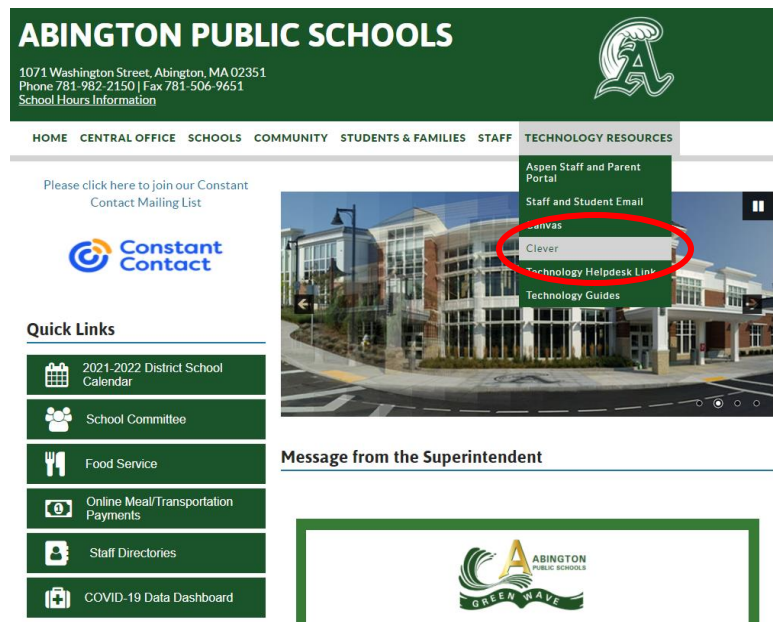 ABINGTON PUBLIC SCHOOLS
1071 Washington Street, Abington, MA 02351
Phone 781-982-2150 | Fax 781-506-9651
School Hours Information
A
HOME CENTRAL OFFICE SCHOOLS COMMUNITY STUDENTS & FAMILIES STAFF TECHNOLOGY RESOURCES
Aspen Staff and Parent
Portal
Staff and Student Email
Canvas
Clever
Technology Helpdesk Link
Technology Guides
Please click here to join our Constant
Contact Mailing List
Constant
Contact
Quick Links
2021-2022 District School
Calendar
School Committee
Food Service
Online Meal/Transportation
Payments
Staff Directories
COVID-19 Data Dashboard
Message from the Superintendent
A
ABINGTON
PUBLIC SCHOOLS
GREEN WAVE